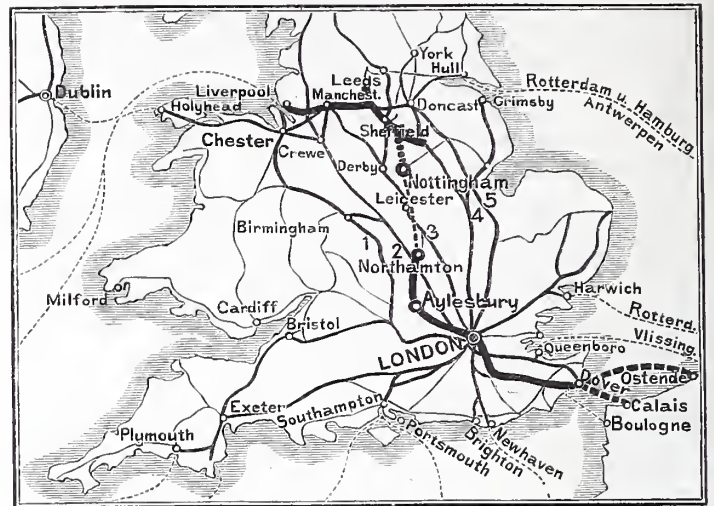 York
Hull
Leeds
Dublin
Liverpool
Manchest.
Holyhead
Doncast
Grimsby
Rotterdam u. Hamburg
Antwerpen
Chester
Sheffield
Crewe
Derby
Nottingham
Leicester
5
4
Birmingham
1
3
2
Northampton
Milford
Aylesbury
Harwich
Cardiff
Bristol
Rotterd.
Vlissing.
LONDON
Queenboro
Dover
Ostende
Calais
Exeter
Southampton
Boulogne
Plymouth
Portsmouth
Newhaven
Brighton